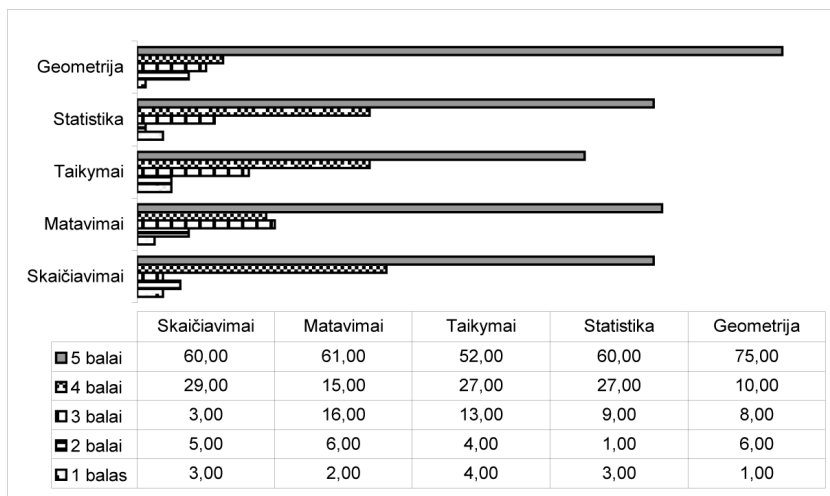 Geometrija
Statistika
Taikymai
Matavimai
Skaičiavimai
Skaičiavimai Matavimai Taikymai Statistika Geometrija
5 balai 60,00 61,00 52,00 60,00 75,00
4 balai 29,00 15,00 27,00 27,00 10,00
3 balai 3,00 16,00 13,00 9,00 8,00
2 balai 5,00 6,00 4,00 1,00 6,00
1 balas 3,00 2,00 4,00 3,00 1,00